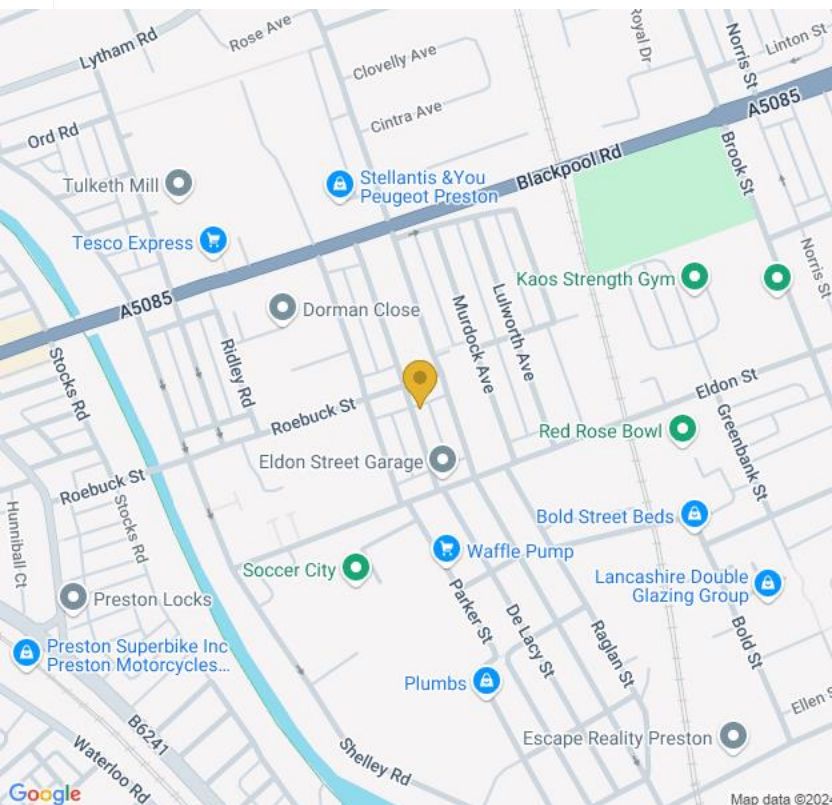 Lytham Rd
Rose Ave
Royal Dr
Norris St
Linton St
Clovelly Ave
A5085
Cintra Ave
Ord Rd
Brook St
Blackpool Rd
Tulketh Mill
Stellantis &You
Peugeot Preston
Tesco Express
Kaos Strength Gym
Norris St
A5085
Dorman Close
Murdock Ave
Lulworth Ave
Ridley Rd
Stocks Rd
Eldon St
Roebuck St
Red Rose Bowl
Greenbank St
Eldon Street Garage
Roebuck St
Stocks Rd
Hunniball Ct
Bold Street Beds
Waffle Pump
Soccer City
Lancashire Double
Glazing Group
Preston Locks
Parker St
De Lacy St
Raglan St
Bold St
Preston Superbike Inc
Preston Motorcycles...
Plumbs
Ellen S
B6241
Escape Reality Preston
Waterloo Rd
Shelley Rd
Google
Map data ©202